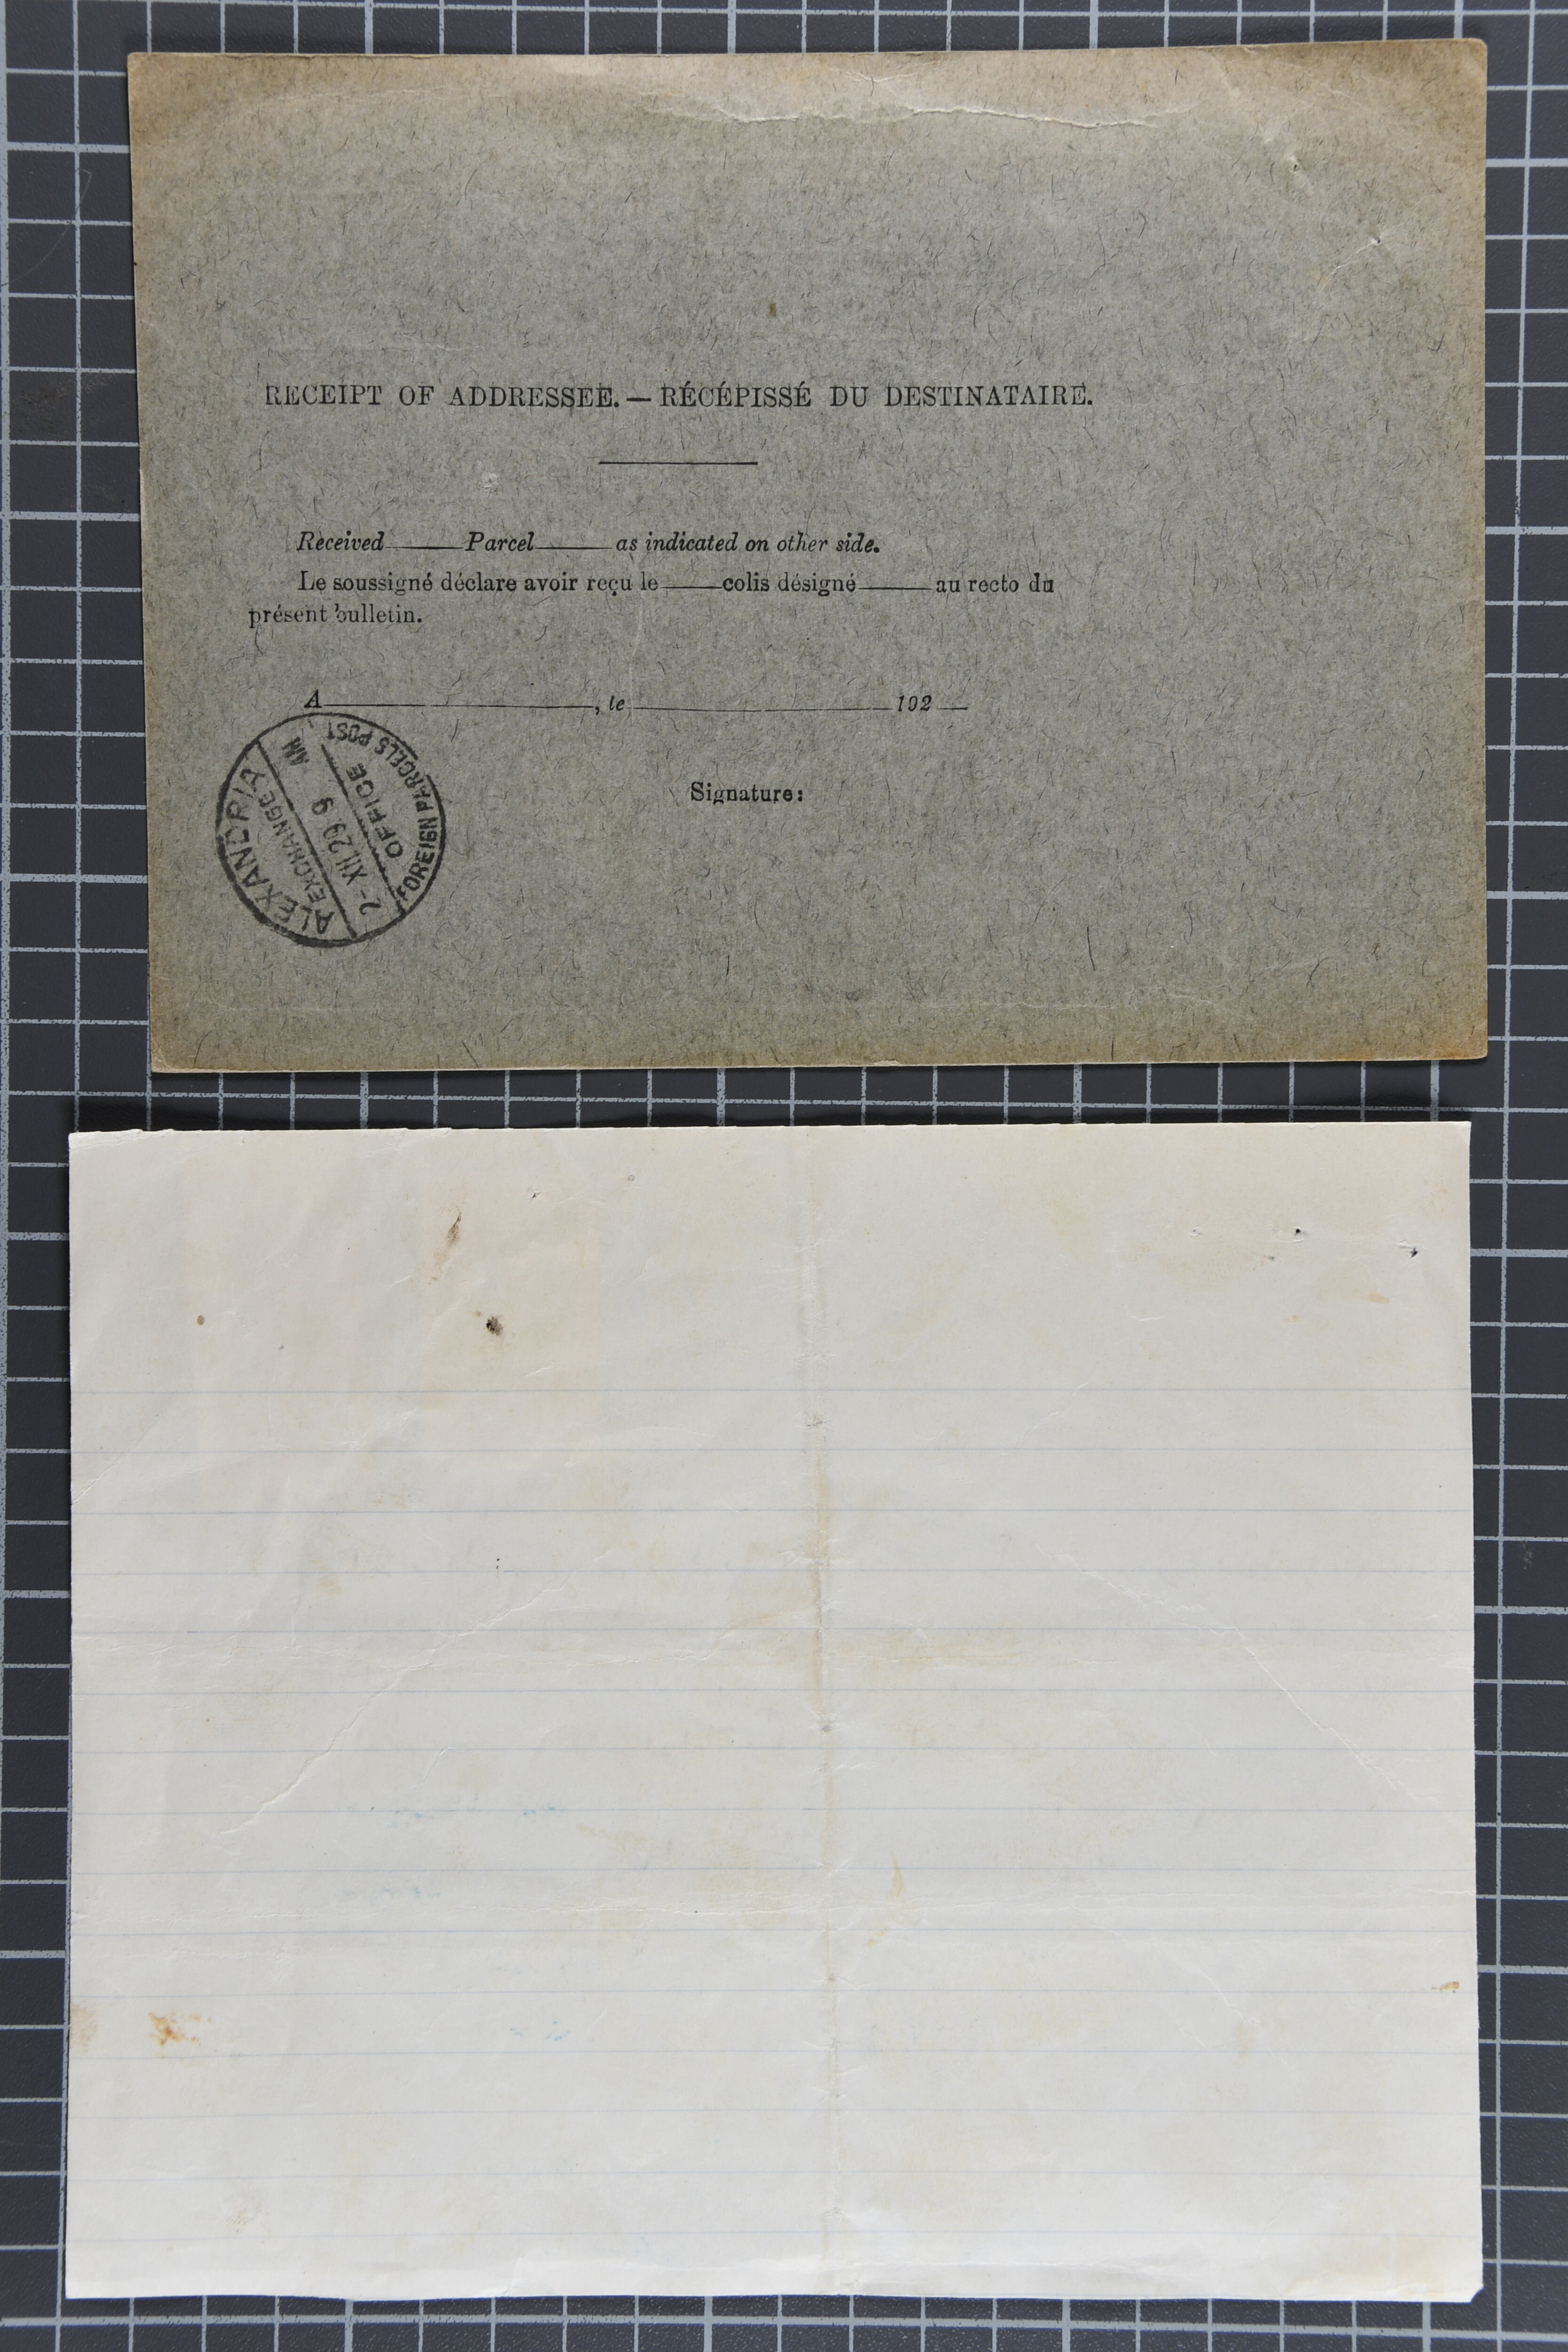 RECEIPT OF ADDRESSEE. — RÉCÉPISSÉ DU DESTINATAIRE.
Received ——— Parcel ——— as indicated on other side.
Le soussigné déclare avoir reçu le ——— colis désigné ——— au recto du
présent bulletin.
A ———, le ——— 192 —
Signature:
ALEXANDRIA
EXCHANGE
AM
2-XII 29 9
OFFICE
FOREIGN PARCELS POST